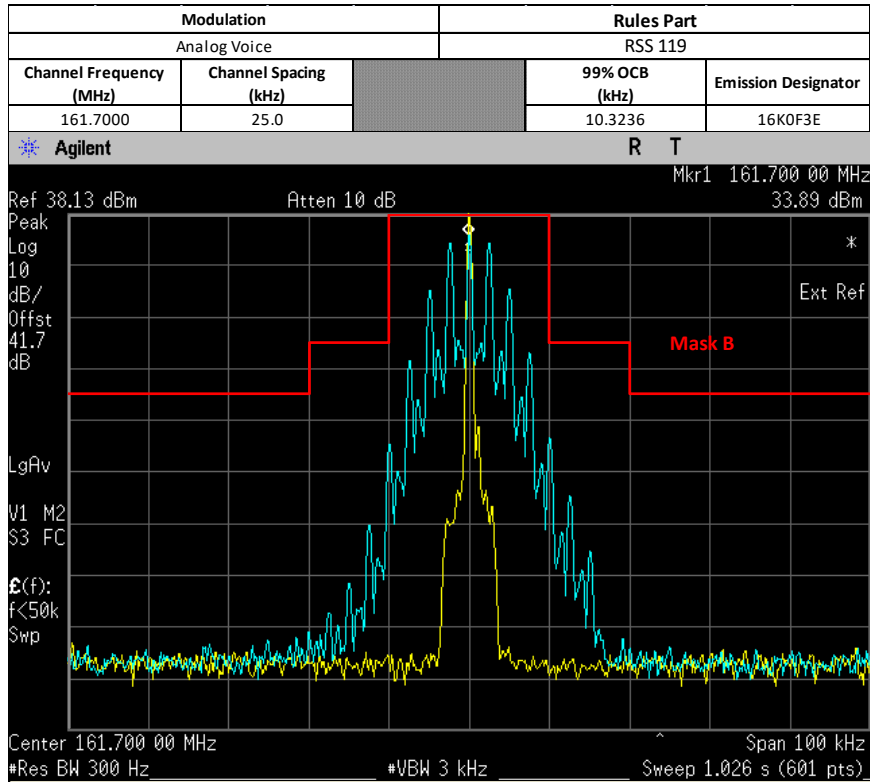 Modulation Rules Part
Analog Voice RSS 119
Channel Frequency (MHz) Channel Spacing (kHz) 99% OCB (kHz) Emission Designator
161.7000 25.0 10.3236 16K0F3E
Agilent R T
Mkr1 161.700 00 MHz
Ref 38.13 dBm Atten 10 dB 33.89 dBm
Peak
Log
10
dB/
Offst
41.7
dB
*
Ext Ref
Mask B
1
LgAv
V1 M2
S3 FC
£(f):
f<50k
Swp
Center 161.700 00 MHz ^ Span 100 kHz
#Res BW 300 Hz #VBW 3 kHz Sweep 1.026 s (601 pts)